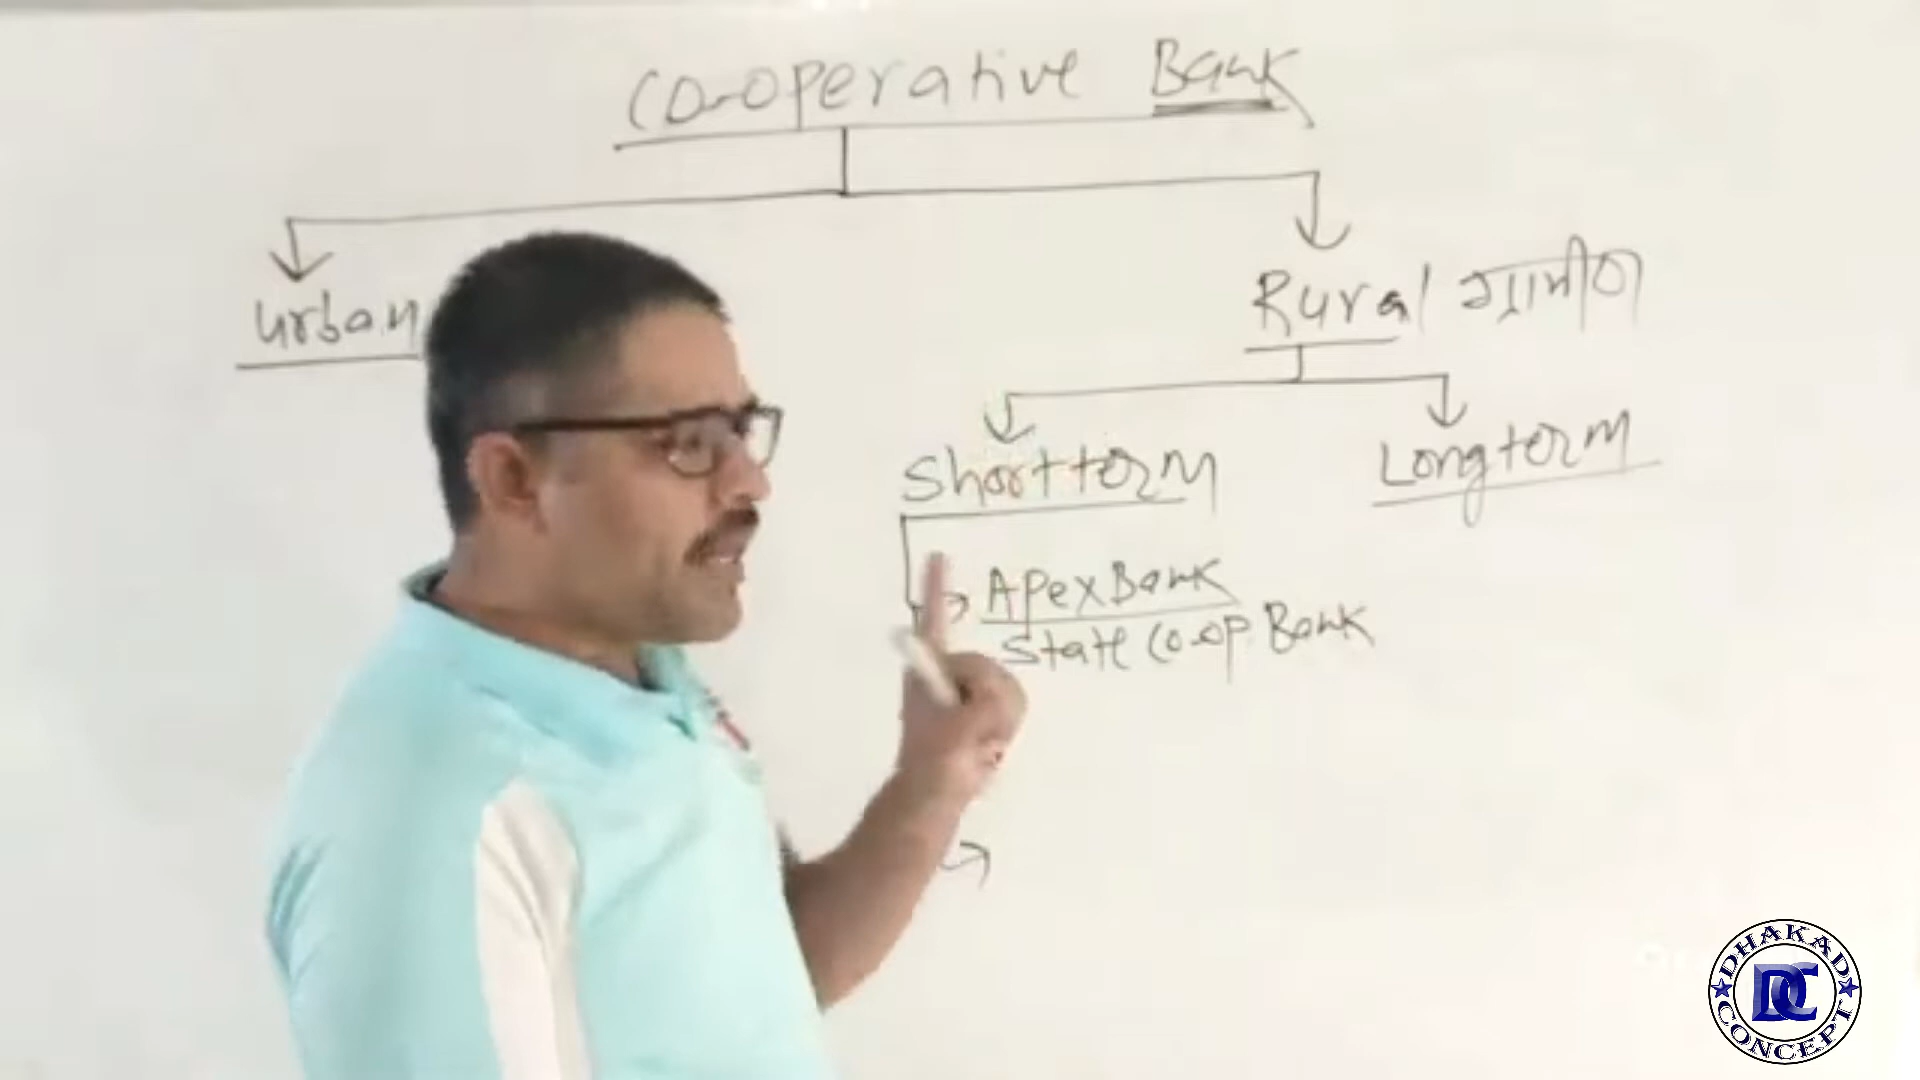 Co-operative Bank
Urban
Rural ग्रामीण
Short term
Long term
Apex Bank
State Co-op. Bank
DHAKAD
DC
CONCEPT